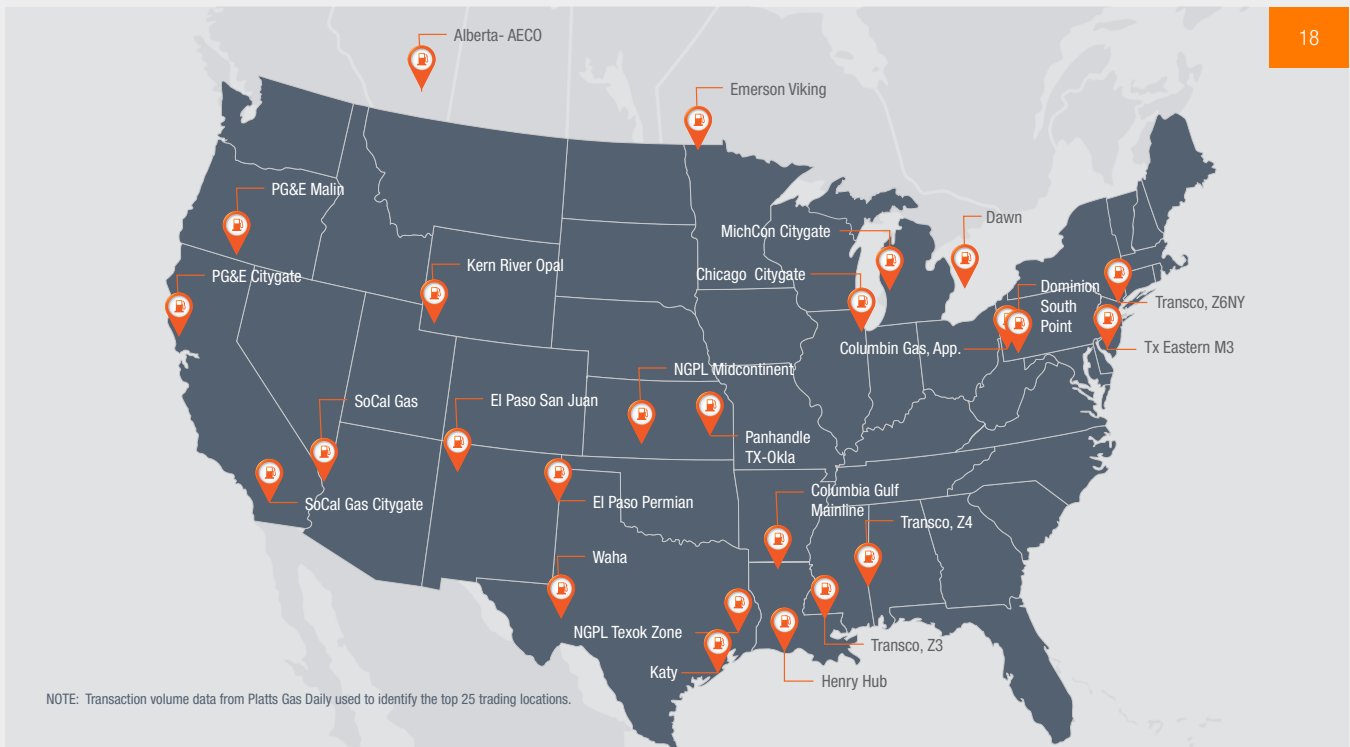 18
Alberta- AECO
Emerson Viking
PG&E Malin
Dawn
MichCon Citygate
Kern River Opal
PG&E Citygate
Chicago  Citygate
Dominion
South
Point
Transco, Z6NY
Columbin Gas, App.
Tx Eastern M3
NGPL Midcontinent
SoCal Gas
El Paso San Juan
Panhandle
TX-Okla
Columbia Gulf
Mainline
SoCal Gas Citygate
El Paso Permian
Transco, Z4
Waha
NGPL Texok Zone
Transco, Z3
Katy
Henry Hub
NOTE:  Transaction volume data from Platts Gas Daily used to identify the top 25 trading locations.